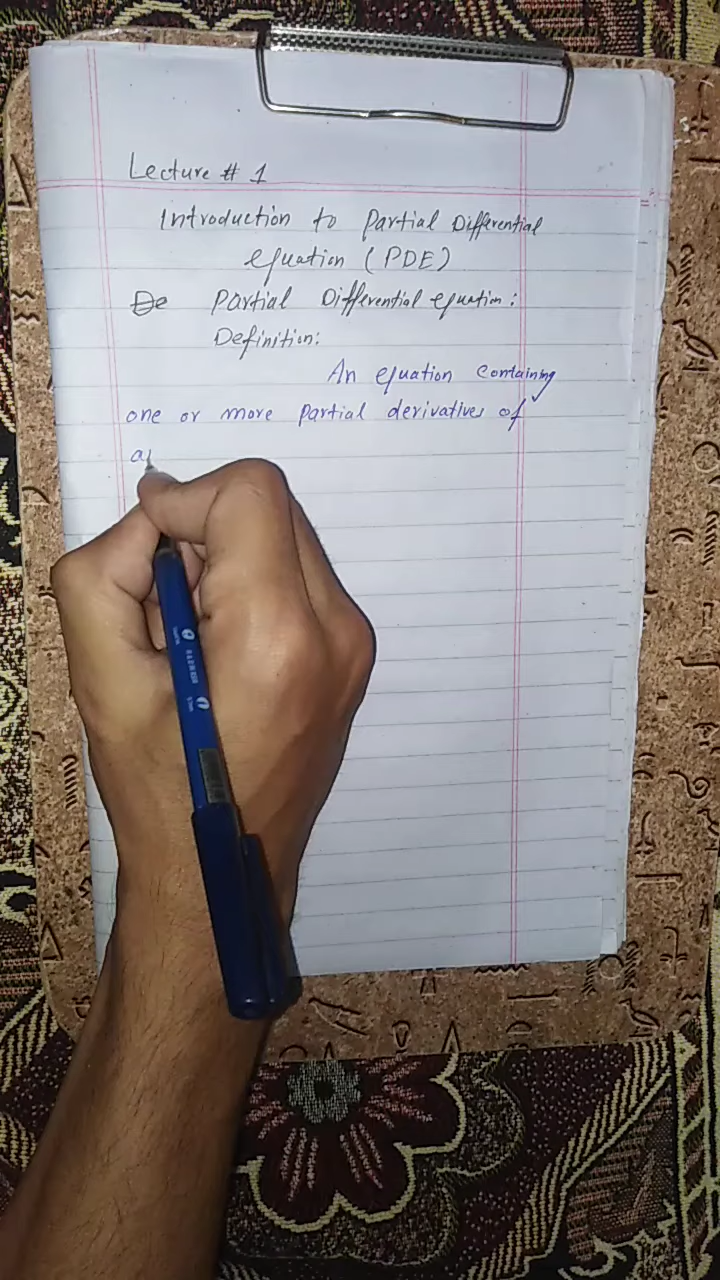 Lecture # 1
Introduction to Partial Differential
equation (PDE)
De Partial Differential equation:
Definition:
An equation containing
one or more partial derivatives of